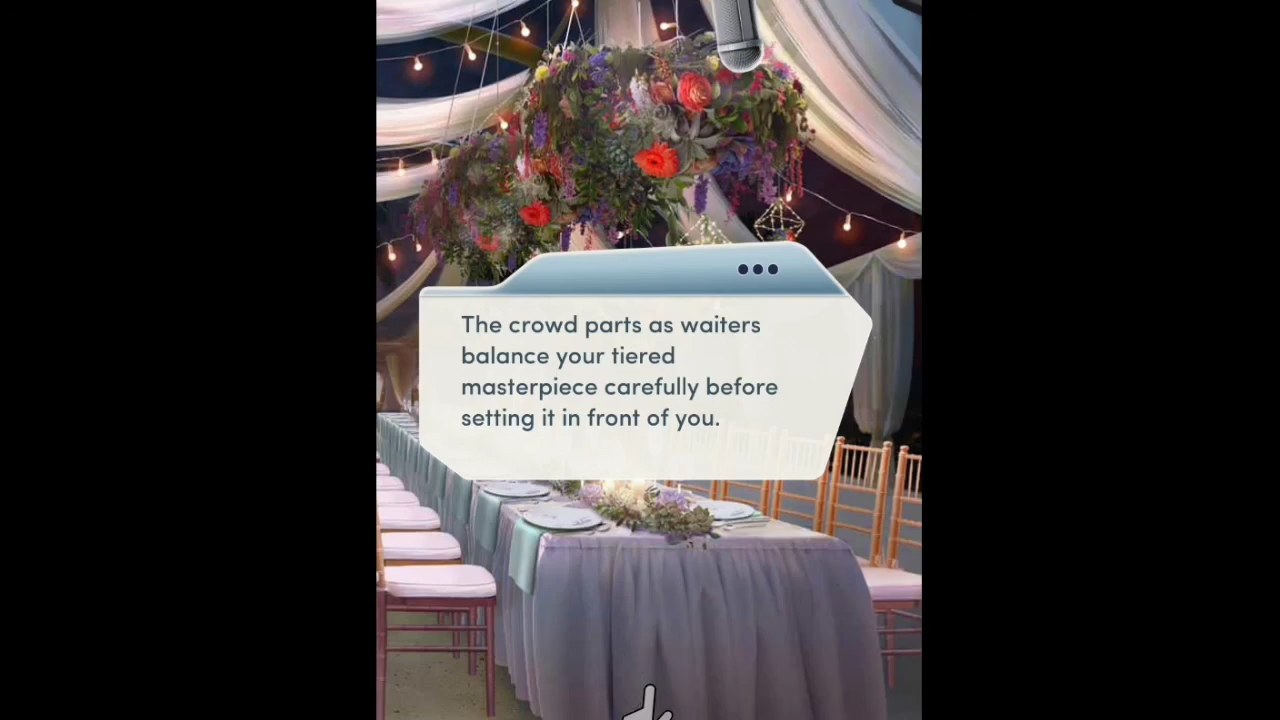 The crowd parts as waiters
balance your tiered
masterpiece carefully before
setting it in front of you.